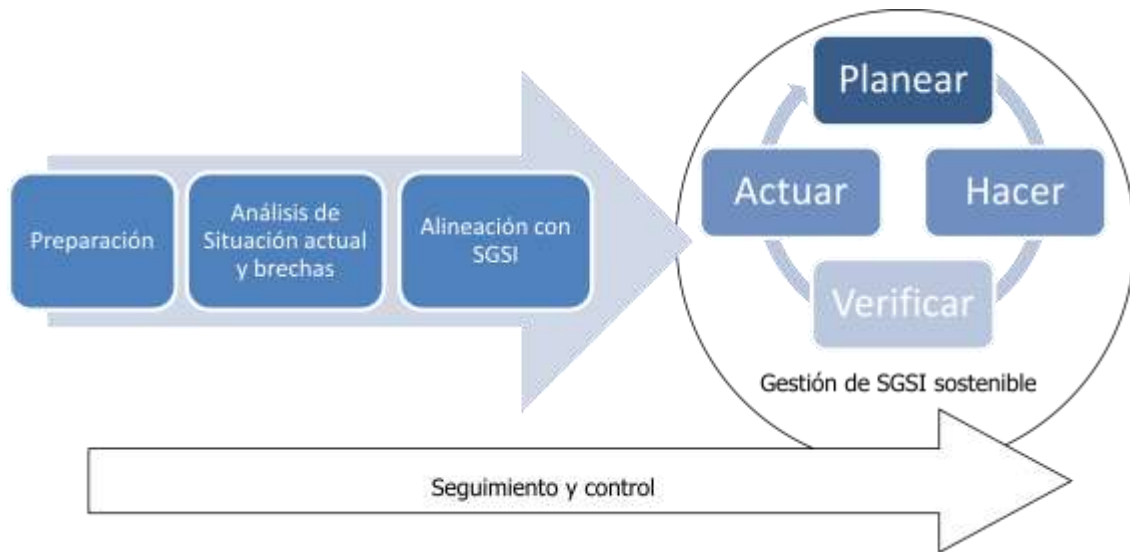 Preparación
Análisis de
Situación actual
y brechas
Alineación con
SGSI
Planear
Actuar
Hacer
Verificar
Gestión de SGSI sostenible
Seguimiento y control